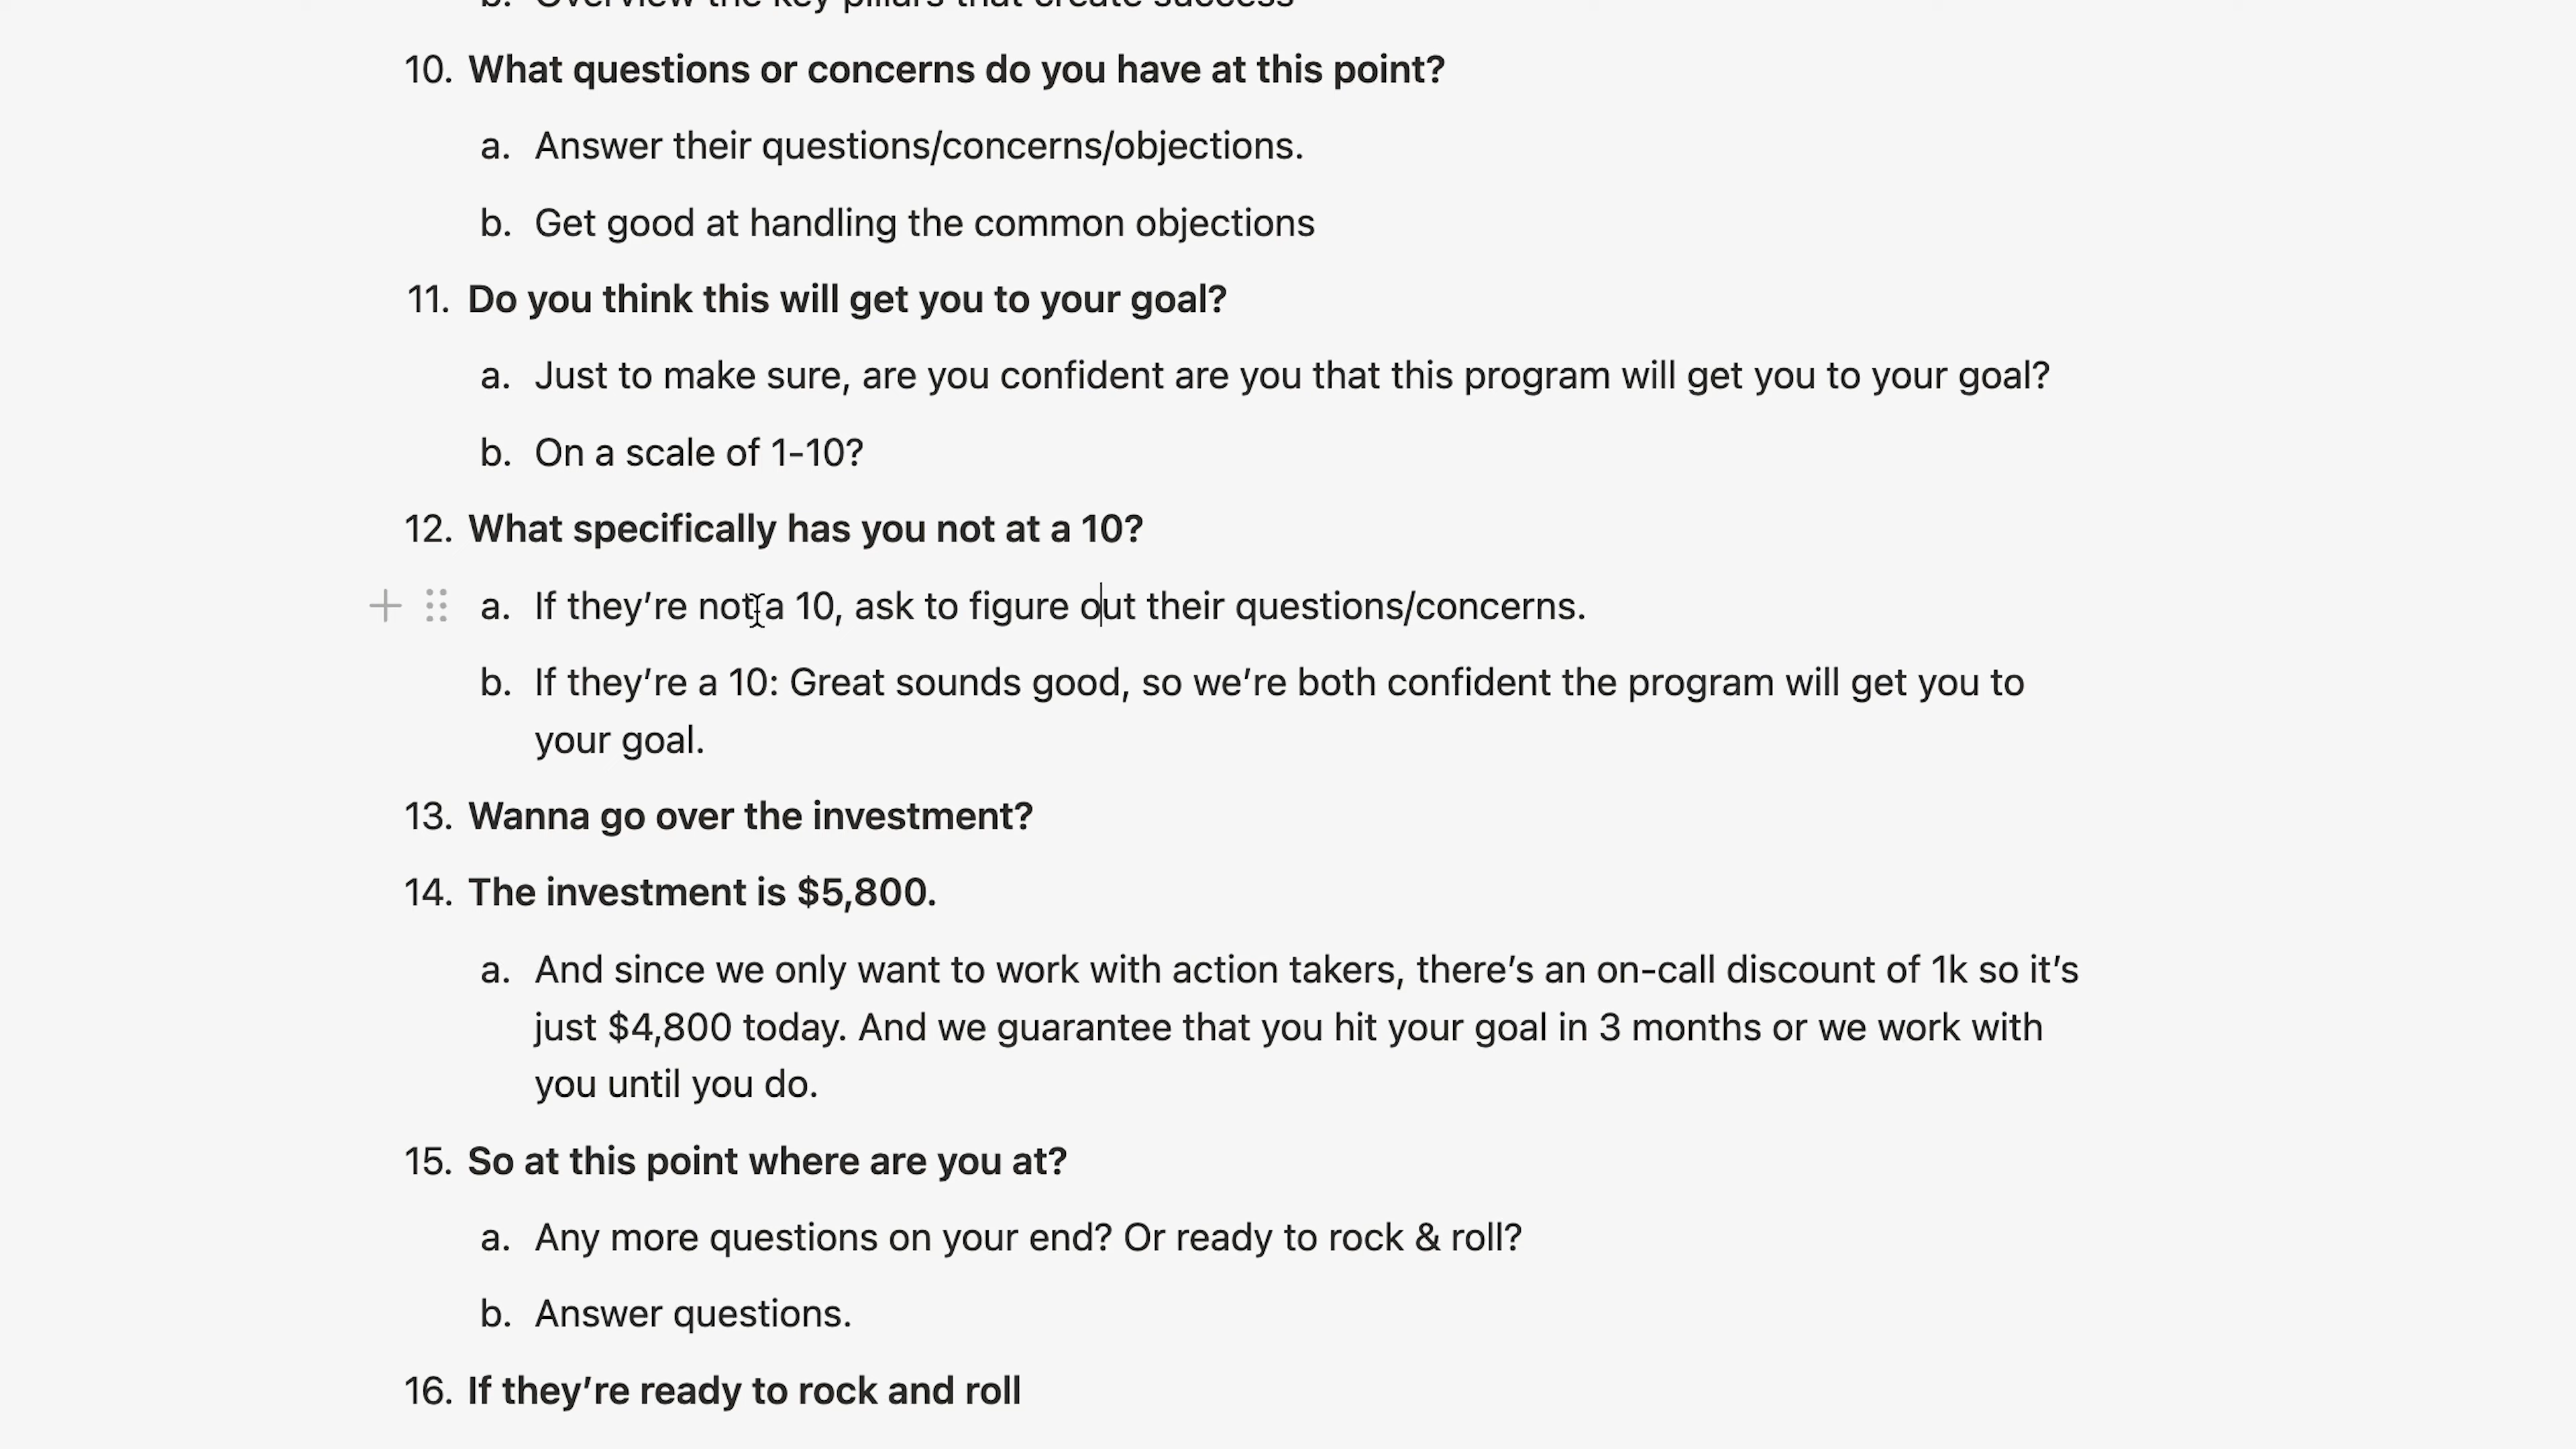 b. Overview the key pillars that create success
10. What questions or concerns do you have at this point?
a. Answer their questions/concerns/objections.
b. Get good at handling the common objections
11. Do you think this will get you to your goal?
a. Just to make sure, are you confident are you that this program will get you to your goal?
b. On a scale of 1-10?
12. What specifically has you not at a 10?
a. If they’re not a 10, ask to figure out their questions/concerns.
b. If they’re a 10: Great sounds good, so we’re both confident the program will get you to
your goal.
13. Wanna go over the investment?
14. The investment is $5,800.
a. And since we only want to work with action takers, there’s an on-call discount of 1k so it’s
just $4,800 today. And we guarantee that you hit your goal in 3 months or we work with
you until you do.
15. So at this point where are you at?
a. Any more questions on your end? Or ready to rock & roll?
b. Answer questions.
16. If they’re ready to rock and roll